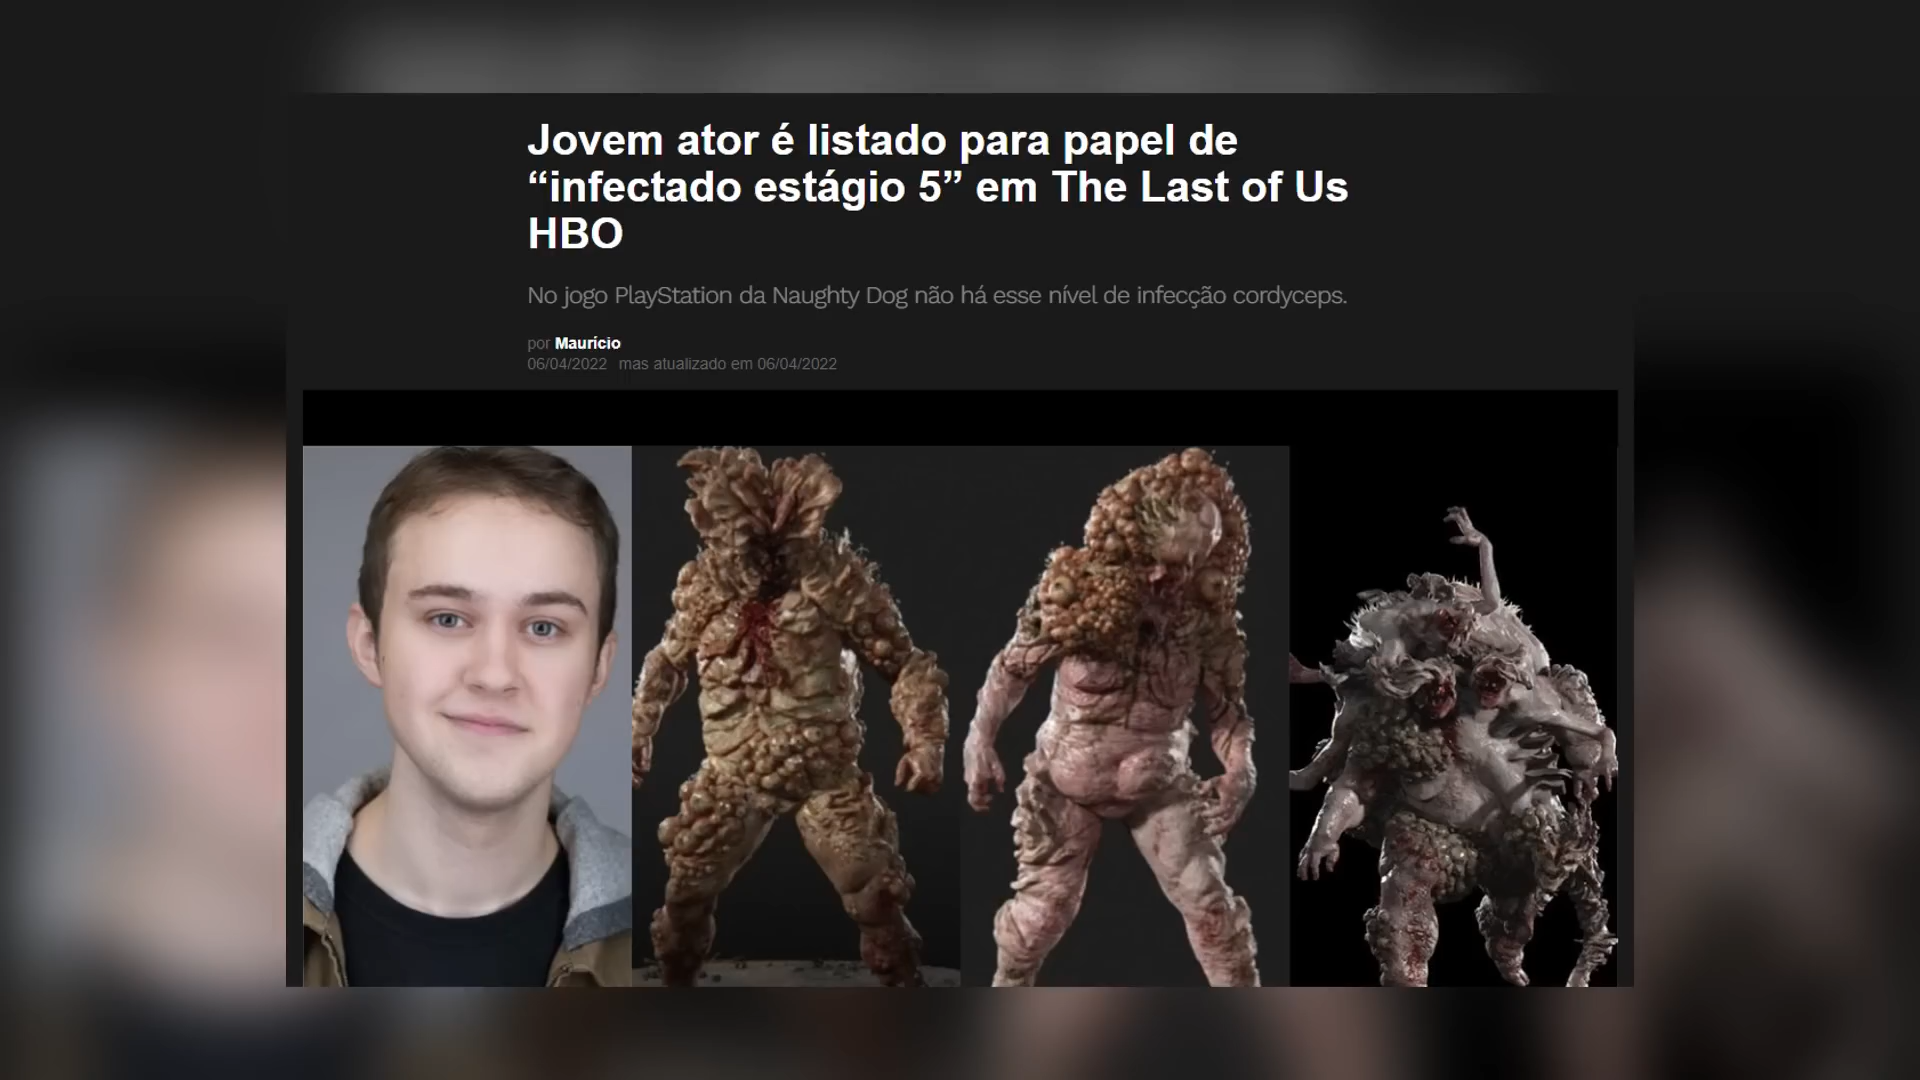 Jovem ator é listado para papel de
“infectado estágio 5” em The Last of Us
HBO
No jogo PlayStation da Naughty Dog não há esse nível de infecção cordyceps.
por Maurício
06/04/2022 mas atualizado em 06/04/2022